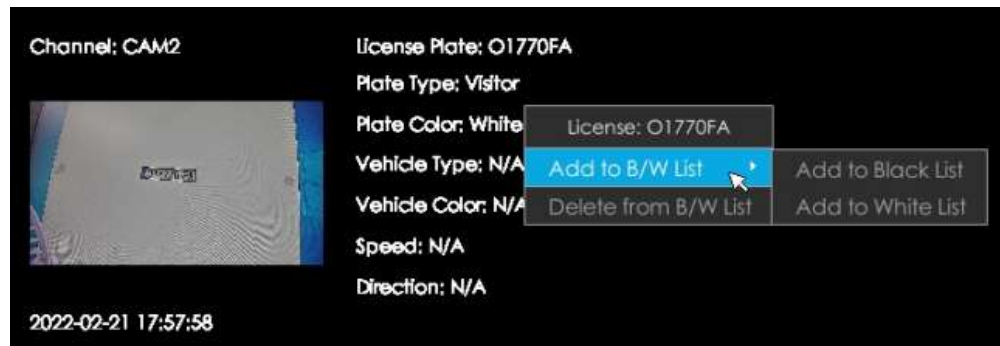 Channel: CAM2
License Plate: O1770FA
Plate Type: Visitor
Plate Color: White
Vehicle Type: N/A
Vehicle Color: N/A
Speed: N/A
Direction: N/A
License: O1770FA
Add to B/W List
Delete from B/W List
Add to Black List
Add to White List
2022-02-21 17:57:58